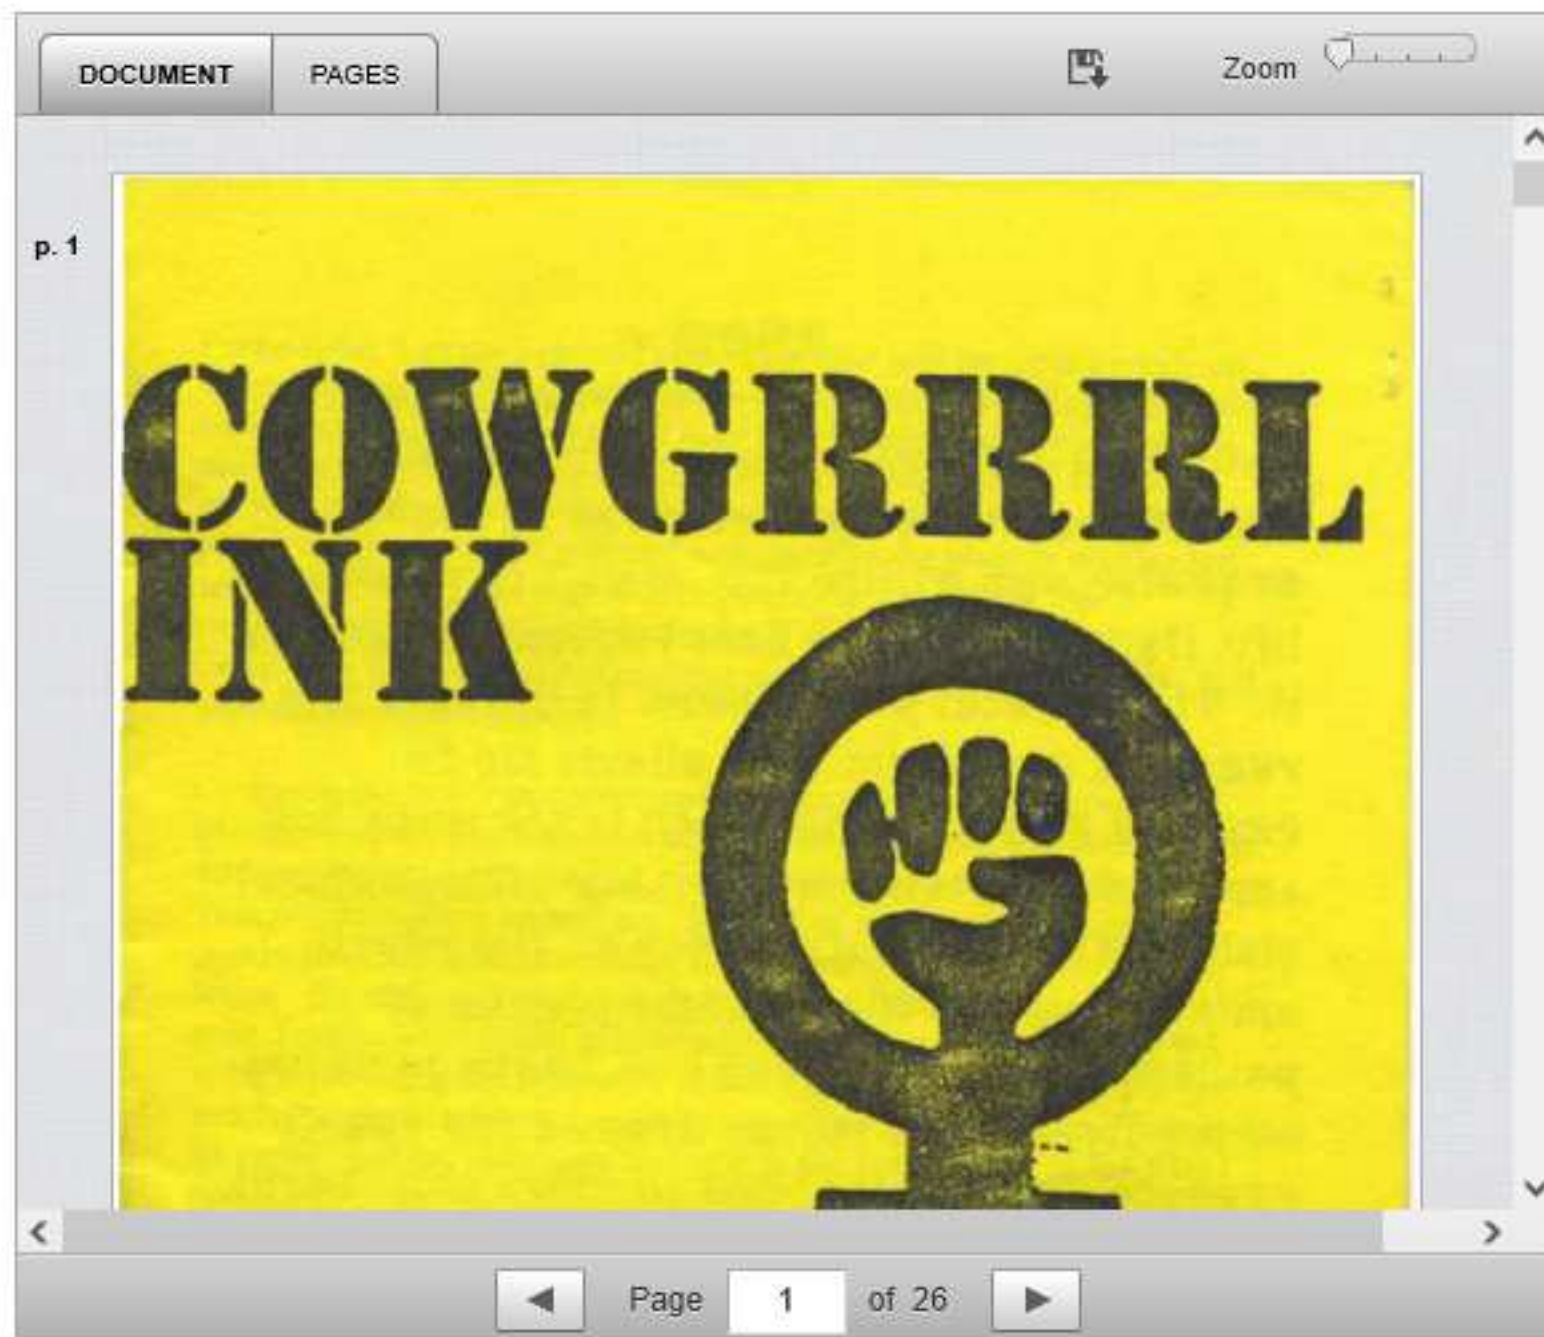 DOCUMENT PAGES Zoom
p. 1
COWGRRRL
INK
Page 1 of 26